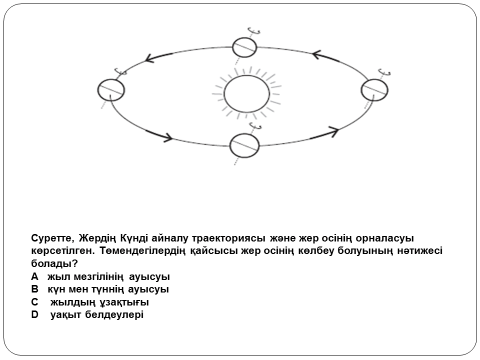 Суретте, Жердің Күнді айналу траекториясы және жер осінің орналасуы
көрсетілген. Төмендегілердің қайсысы жер осінің көлбеу болуының нәтижесі
болады?
A жыл мезгілінің ауысуы
B күн мен түннің ауысуы
C жылдың ұзақтығы
D уақыт белдеулері